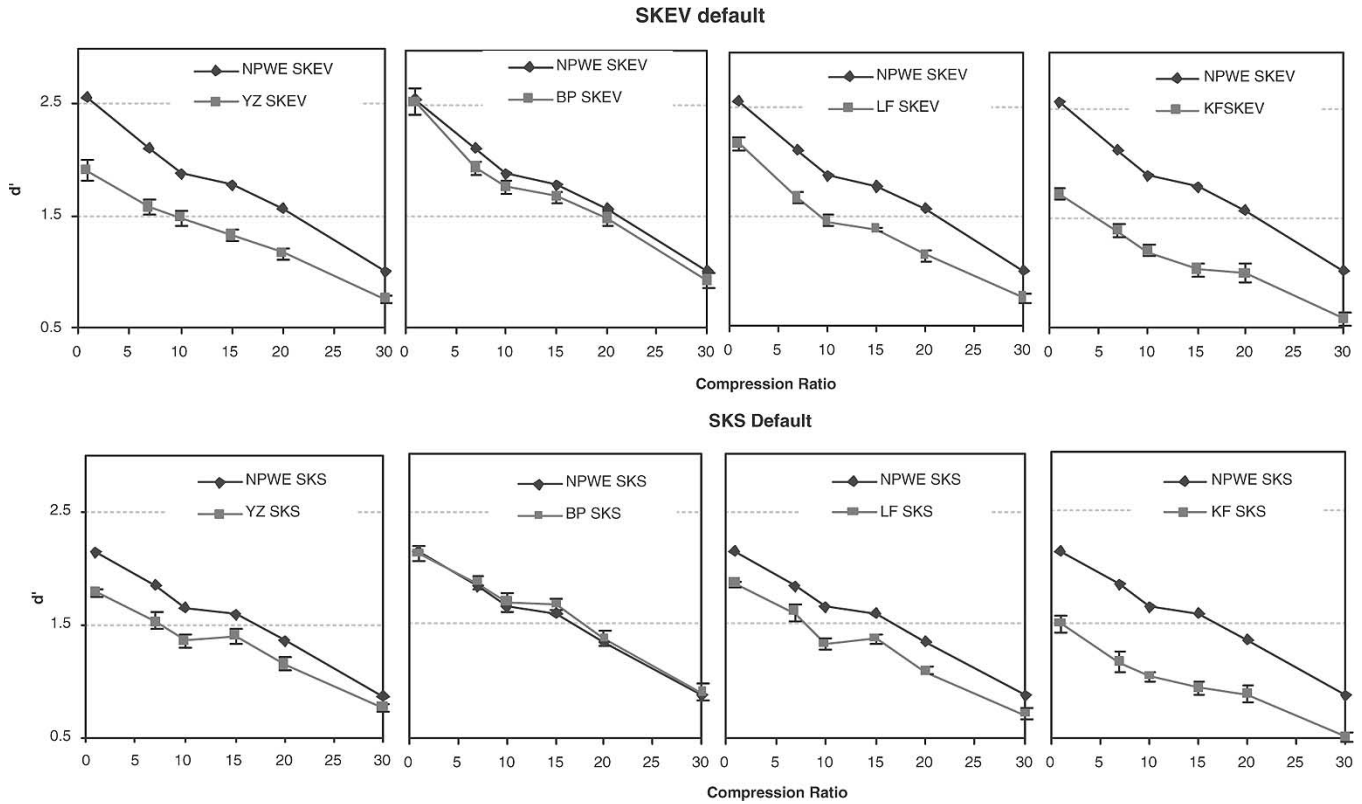 SKEV default
NPWE SKEV
YZ SKEV
NPWE SKEV
BP SKEV
NPWE SKEV
LF SKEV
NPWE SKEV
KFSKEV
2.5
1.5
0.5
d'
0 5 10 15 20 25 30
0 5 10 15 20 25 30
0 5 10 15 20 25 30
0 5 10 15 20 25 30
Compression Ratio
SKS Default
NPWE SKS
YZ SKS
NPWE SKS
BP SKS
NPWE SKS
LF SKS
NPWE SKS
KF SKS
2.5
1.5
0.5
d'
0 5 10 15 20 25 30
0 5 10 15 20 25 30
0 5 10 15 20 25 30
0 5 10 15 20 25 30
Compression Ratio